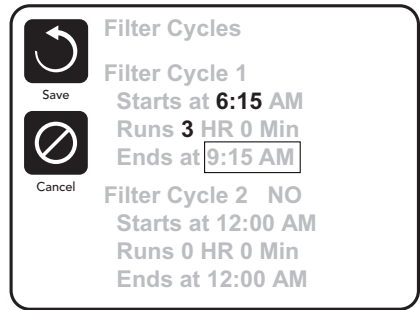 Filter Cycles
Filter Cycle 1
Save
Starts at 6:15 AM
Runs 3 HR 0 Min
Ends at 9:15 AM
Cancel
Filter Cycle 2 NO
Starts at 12:00 AM
Runs 0 HR 0 Min
Ends at 12:00 AM